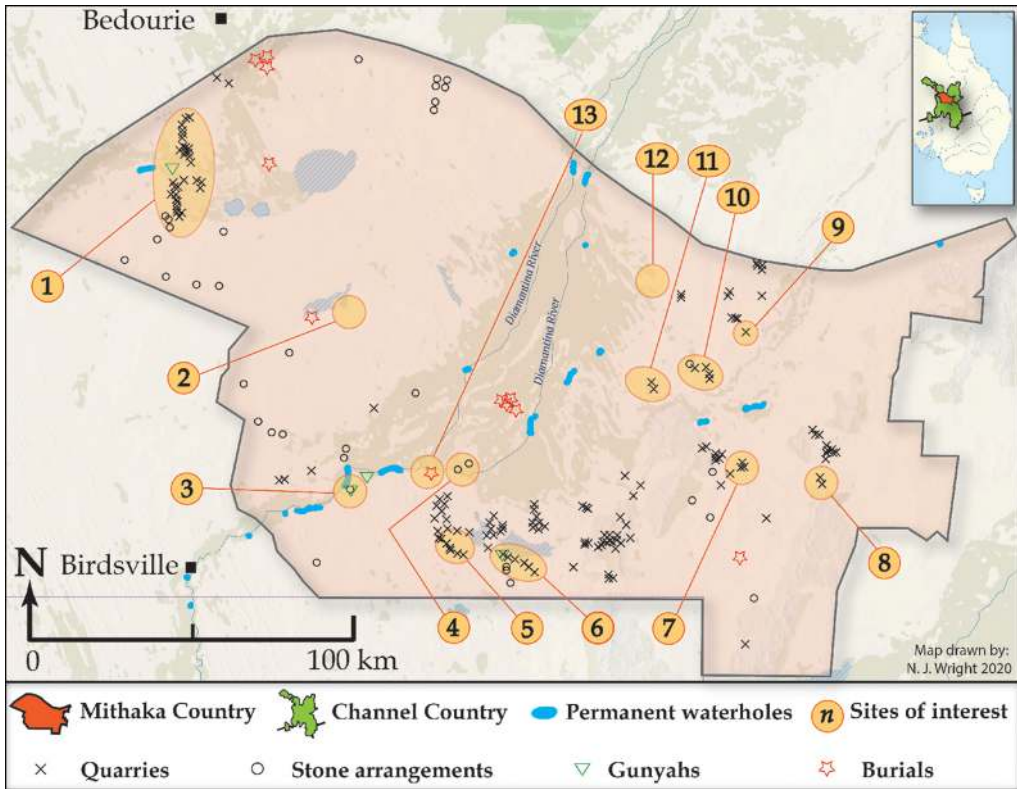 Bedourie
13
12
11
10
9
1
Diamantina River
Diamantina River
2
3
N
Birdsville
8
4
5
6
7
0
100 km
Map drawn by:
N. J. Wright 2020
Mithaka Country
Channel Country
Permanent waterholes
n Sites of interest
Quarries
Stone arrangements
Gunyahs
Burials